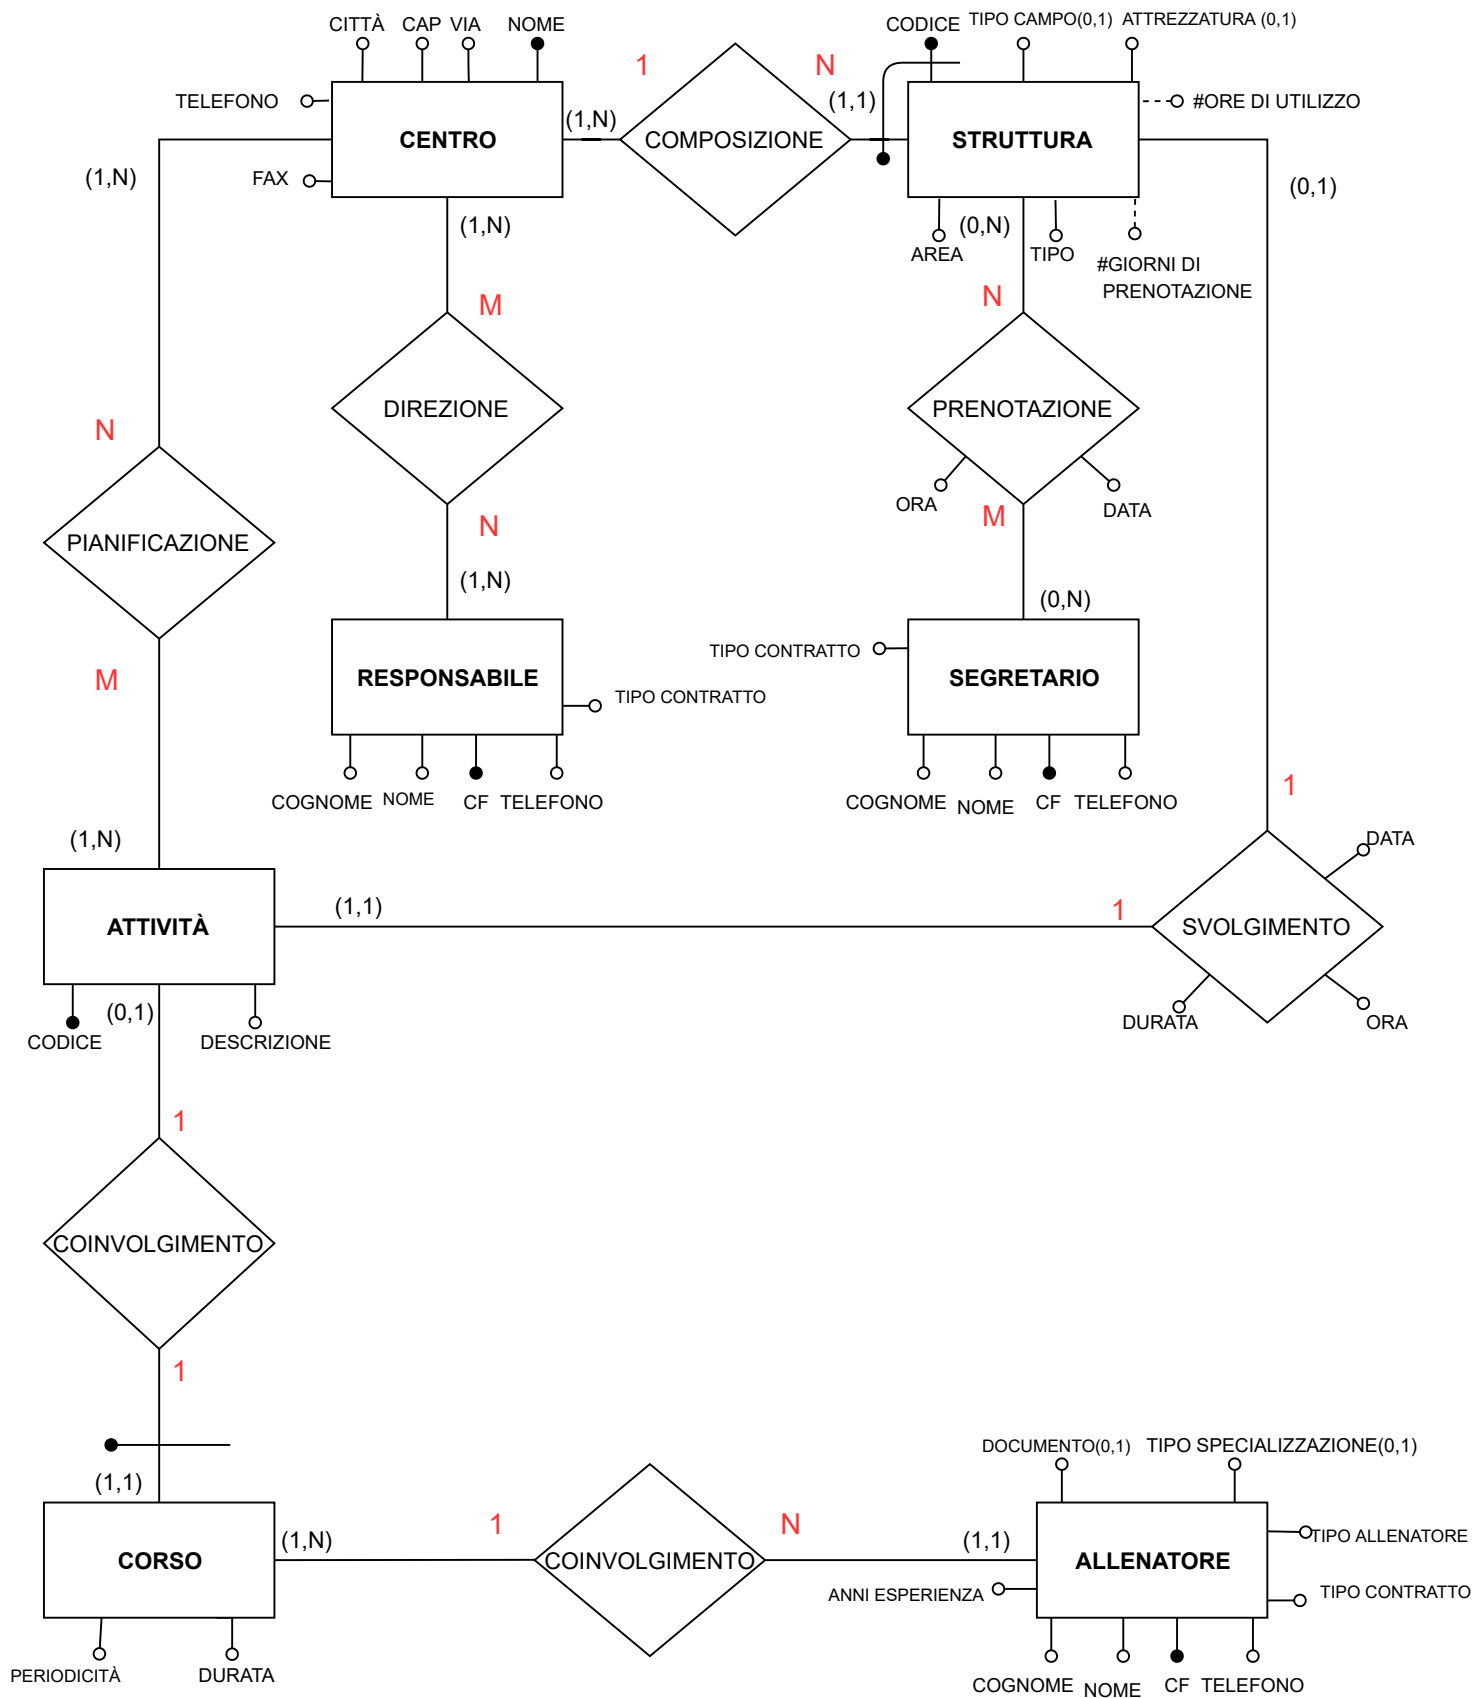 CITTÀ
CAP
VIA
NOME
CODICE
TIPO CAMPO(0,1)
ATTREZZATURA (0,1)
1
N
TELEFONO
(1,N)
(1,1)
#ORE DI UTILIZZO
CENTRO
COMPOSIZIONE
STRUTTURA
FAX
(1,N)
(0,1)
(1,N)
(0,N)
AREA
TIPO
#GIORNI DI
PRENOTAZIONE
M
N
DIREZIONE
PRENOTAZIONE
N
ORA
DATA
N
M
PIANIFICAZIONE
(1,N)
(0,N)
TIPO CONTRATTO
M
RESPONSABILE
TIPO CONTRATTO
SEGRETARIO
COGNOME
NOME
CF
TELEFONO
COGNOME
NOME
CF
TELEFONO
1
(1,N)
DATA
ATTIVITÀ
(1,1)
1
SVOLGIMENTO
(0,1)
CODICE
DESCRIZIONE
DURATA
ORA
1
COINVOLGIMENTO
1
DOCUMENTO(0,1)
TIPO SPECIALIZZAZIONE(0,1)
(1,1)
1
N
(1,N)
(1,1)
TIPO ALLENATORE
CORSO
COINVOLGIMENTO
ALLENATORE
ANNI ESPERIENZA
TIPO CONTRATTO
PERIODICITÀ
DURATA
COGNOME
NOME
CF
TELEFONO